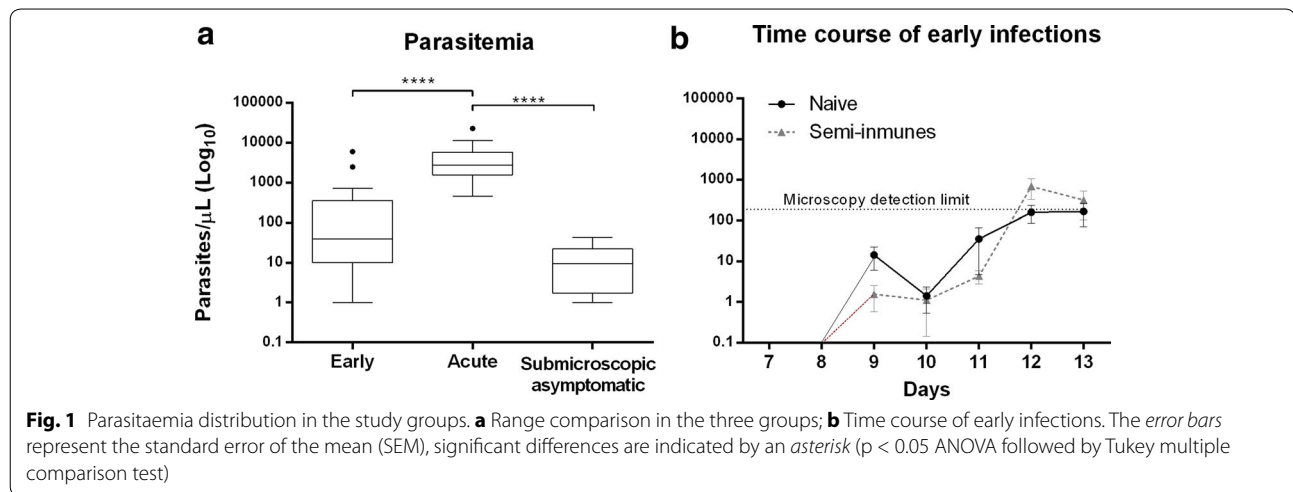 a
Parasitemia
****
****
Parasites/μL (Log10)
100000
10000
1000
100
10
1
0.1
Early
Acute
Submicroscopic
asymptomatic
b
Time course of early infections
100000
10000
1000
100
10
1
0.1
Naive
Semi-inmunes
Microscopy detection limit
7 8 9 10 11 12 13
Days
Fig. 1 Parasitaemia distribution in the study groups. a Range comparison in the three groups; b Time course of early infections. The error bars
represent the standard error of the mean (SEM), significant differences are indicated by an asterisk (p < 0.05 ANOVA followed by Tukey multiple
comparison test)